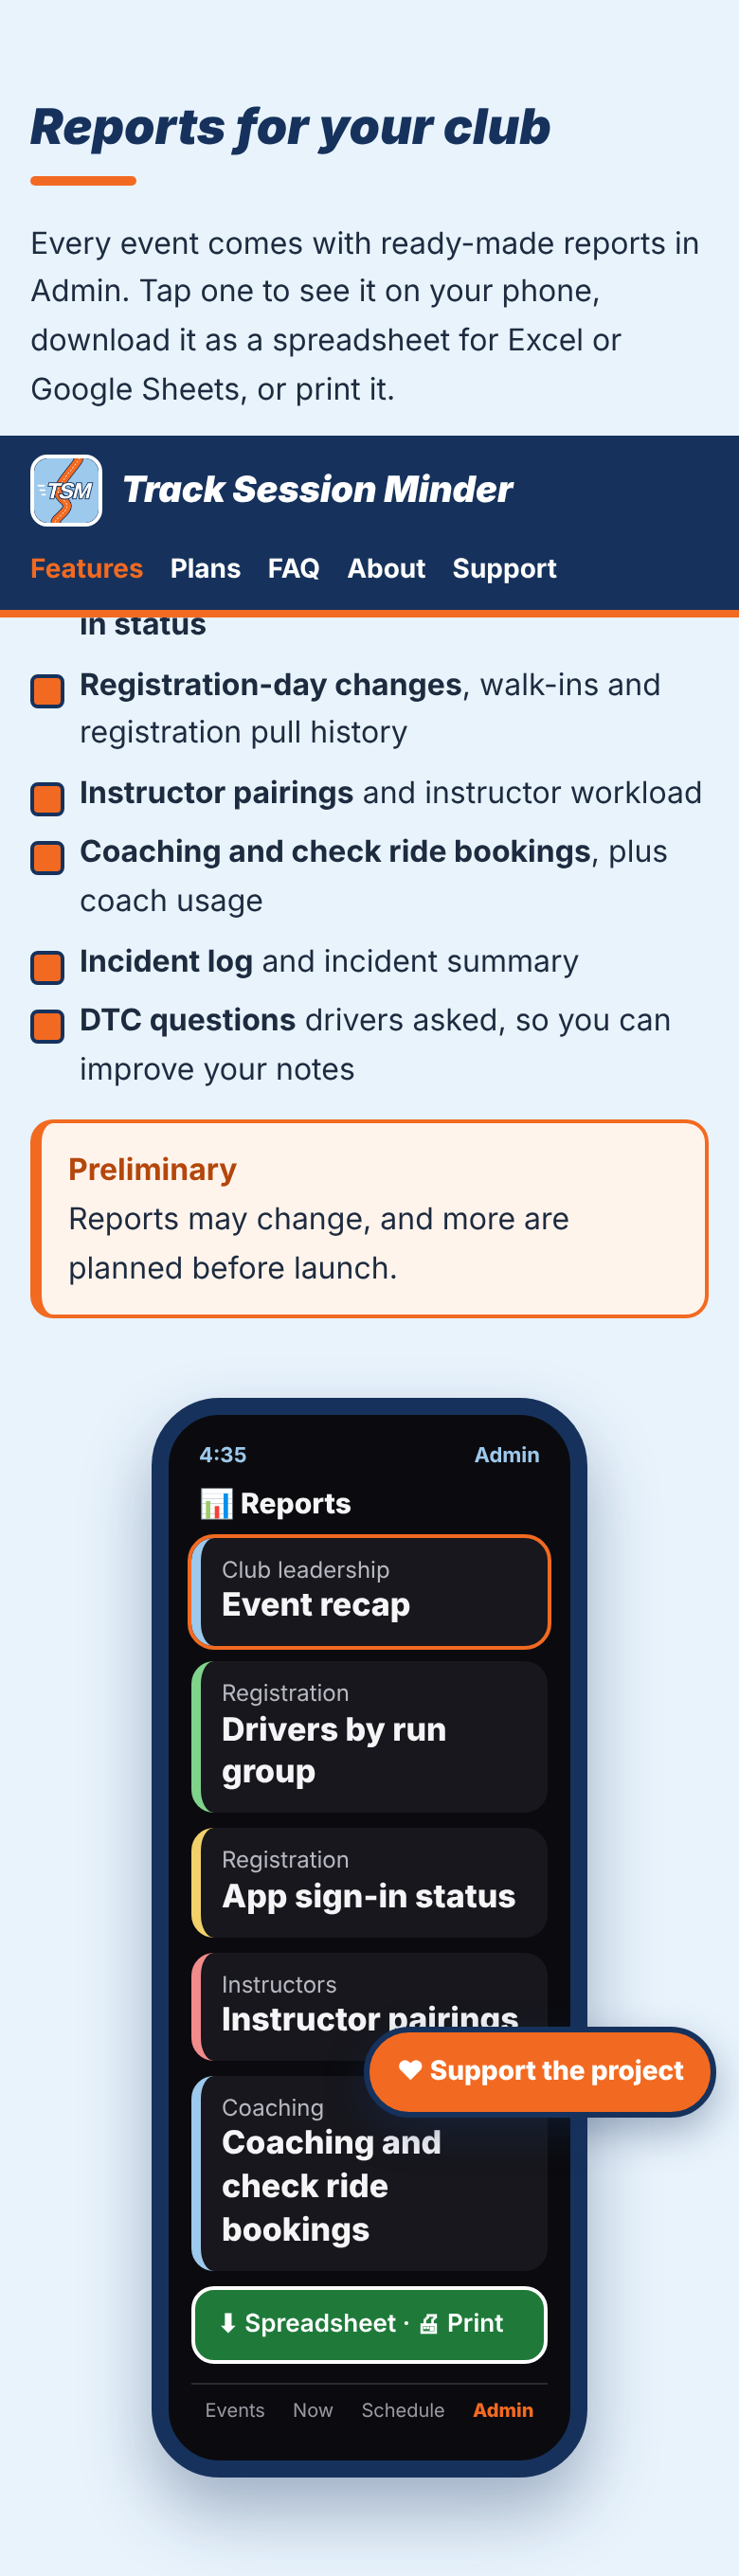 Reports for your club
Every event comes with ready-made reports in
Admin. Tap one to see it on your phone,
download it as a spreadsheet for Excel or
Google Sheets, or print it.
TSM
Track Session Minder
Features Plans FAQ About Support
in status
Registration-day changes, walk-ins and
registration pull history
Instructor pairings and instructor workload
Coaching and check ride bookings, plus
coach usage
Incident log and incident summary
DTC questions drivers asked, so you can
improve your notes
Preliminary
Reports may change, and more are
planned before launch.
4:35 Admin
📊 Reports
Club leadership
Event recap
Registration
Drivers by run
group
Registration
App sign-in status
Instructors
Instructor pairings
♥ Support the project
Coaching
Coaching and
check ride
bookings
⬇ Spreadsheet · 🖨 Print
Events Now Schedule Admin